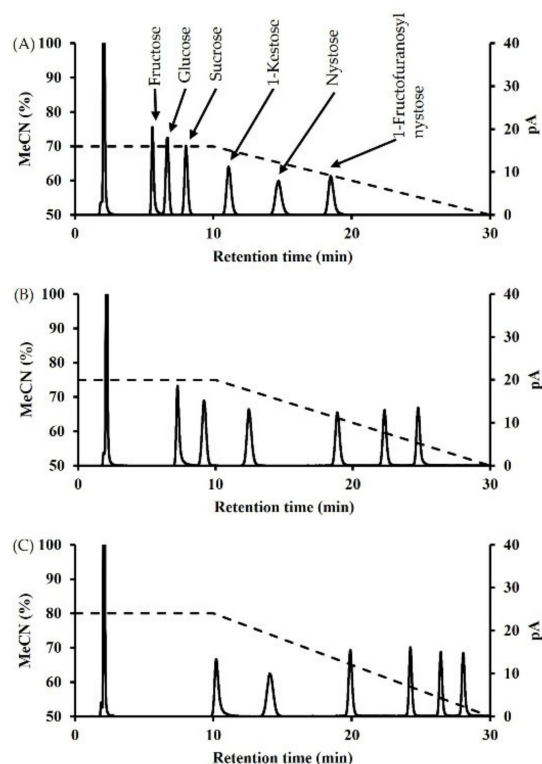 (A)
Fructose
Glucose
Sucrose
1-Kestose
Nystose
1-Fructofuranosyl
nystose
MeCN (%)
100
90
80
70
60
50
40
30
20
10
0
pA
0
10
20
30
Retention time (min)
(B)
MeCN (%)
100
90
80
70
60
50
40
30
20
10
0
pA
0
10
20
30
Retention time (min)
(C)
MeCN (%)
100
90
80
70
60
50
40
30
20
10
0
pA
0
10
20
30
Retention time (min)